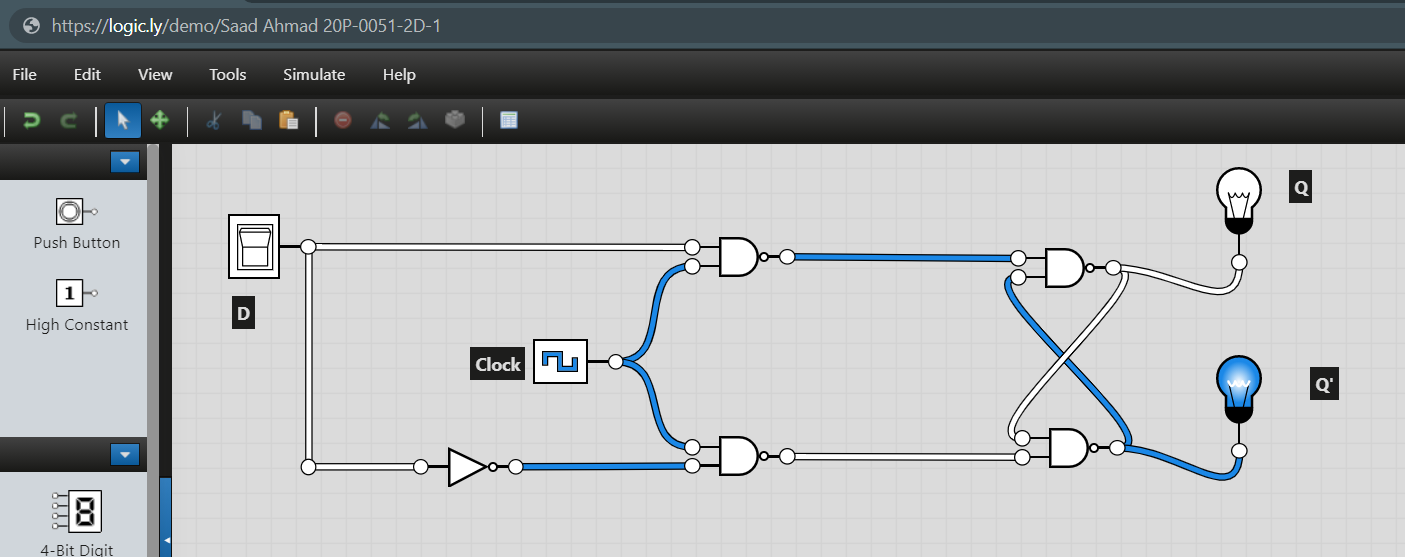 https://logic.ly/demo/Saad Ahmad 20P-0051-2D-1
File Edit View Tools Simulate Help
Push Button
1
High Constant
8
4-Bit Digit
D
Clock
Q
Q'